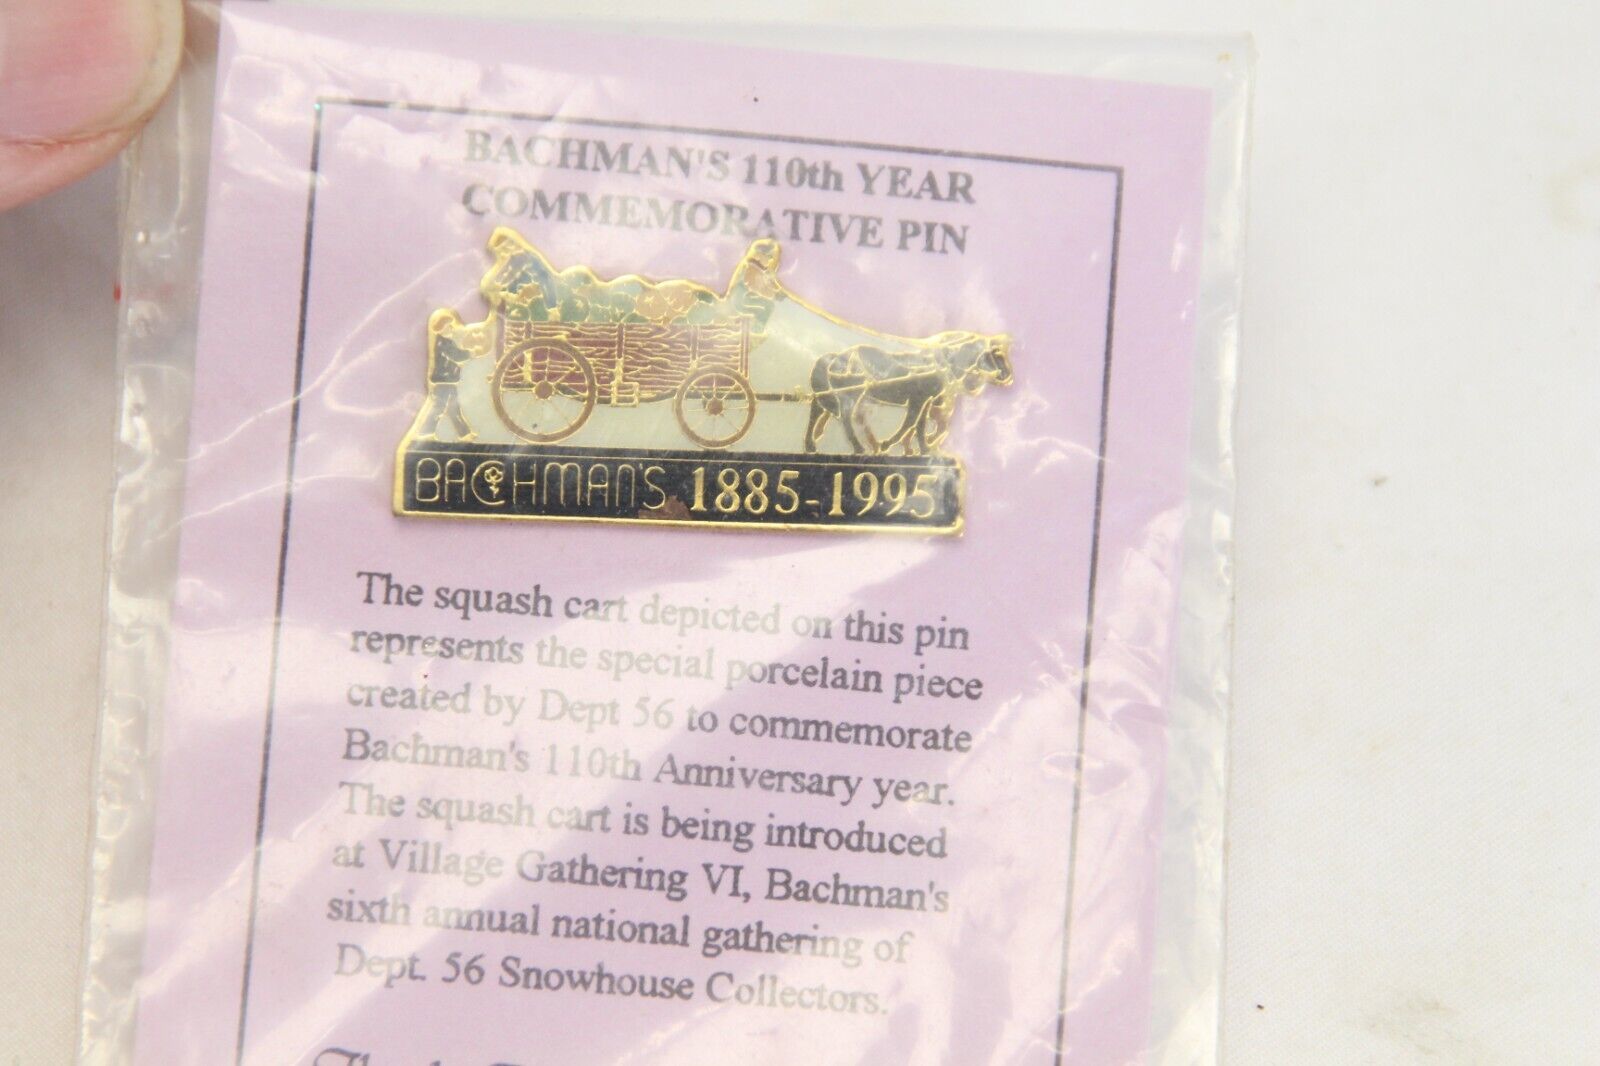 BACHMAN'S 110th YEAR
COMMEMORATIVE PIN
BACHMAN'S 1885-1995
The squash cart depicted on this pin
represents the special porcelain piece
created by Dept 56 to commemorate
Bachman's 110th Anniversary year.
The squash cart is being introduced
at Village Gathering VI, Bachman's
sixth annual national gathering of
Dept. 56 Snowhouse Collectors.